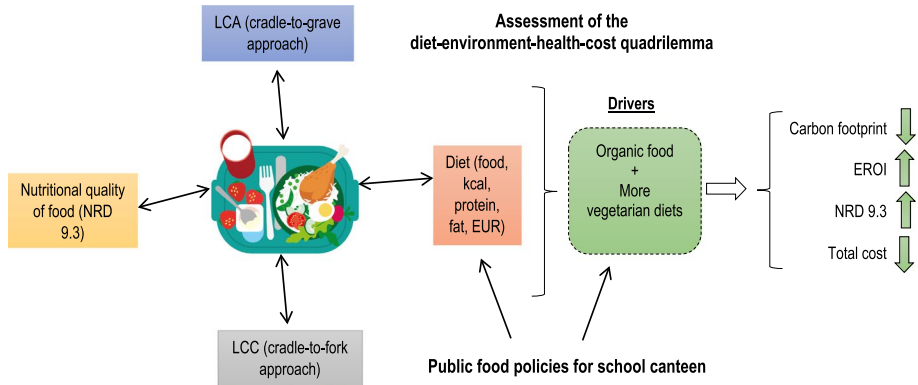 LCA (cradle-to-grave
approach)
Assessment of the
diet-environment-health-cost quadrilemma
Nutritional quality
of food (NRD
9.3)
Diet (food,
kcal,
protein,
fat, EUR)
Drivers
Organic food
+
More
vegetarian diets
Carbon footprint
EROI
NRD 9.3
Total cost
LCC (cradle-to-fork
approach)
Public food policies for school canteen